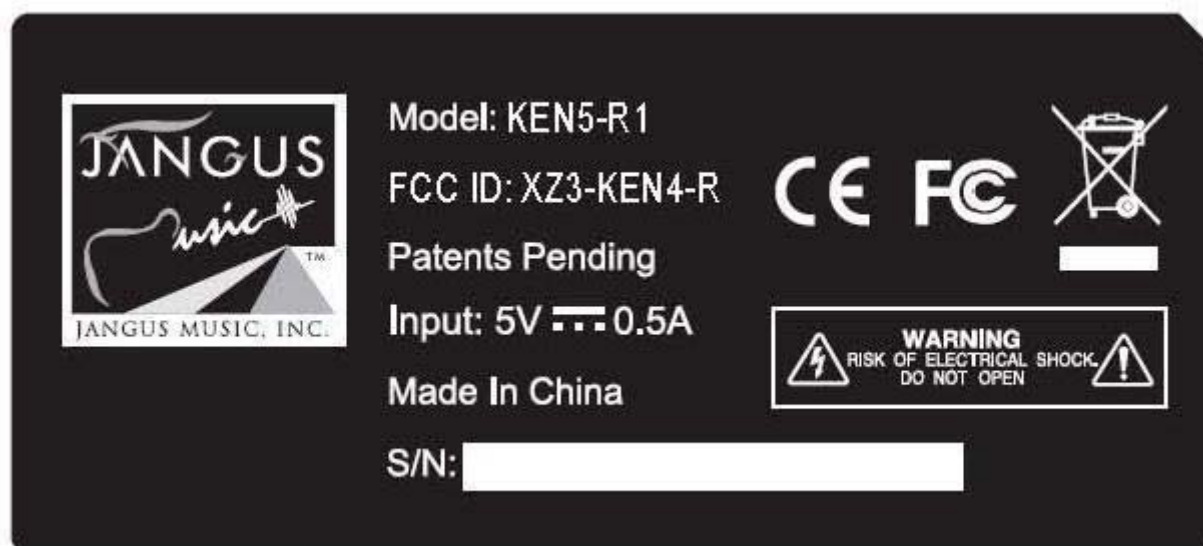 JANGUS
Music
TM
JANGUS MUSIC, INC.
Model: KEN5-R1
FCC ID: XZ3-KEN4-R
Patents Pending
Input: 5V ⎓ 0.5A
Made In China
S/N:
CE FC
WARNING
RISK OF ELECTRICAL SHOCK.
DO NOT OPEN